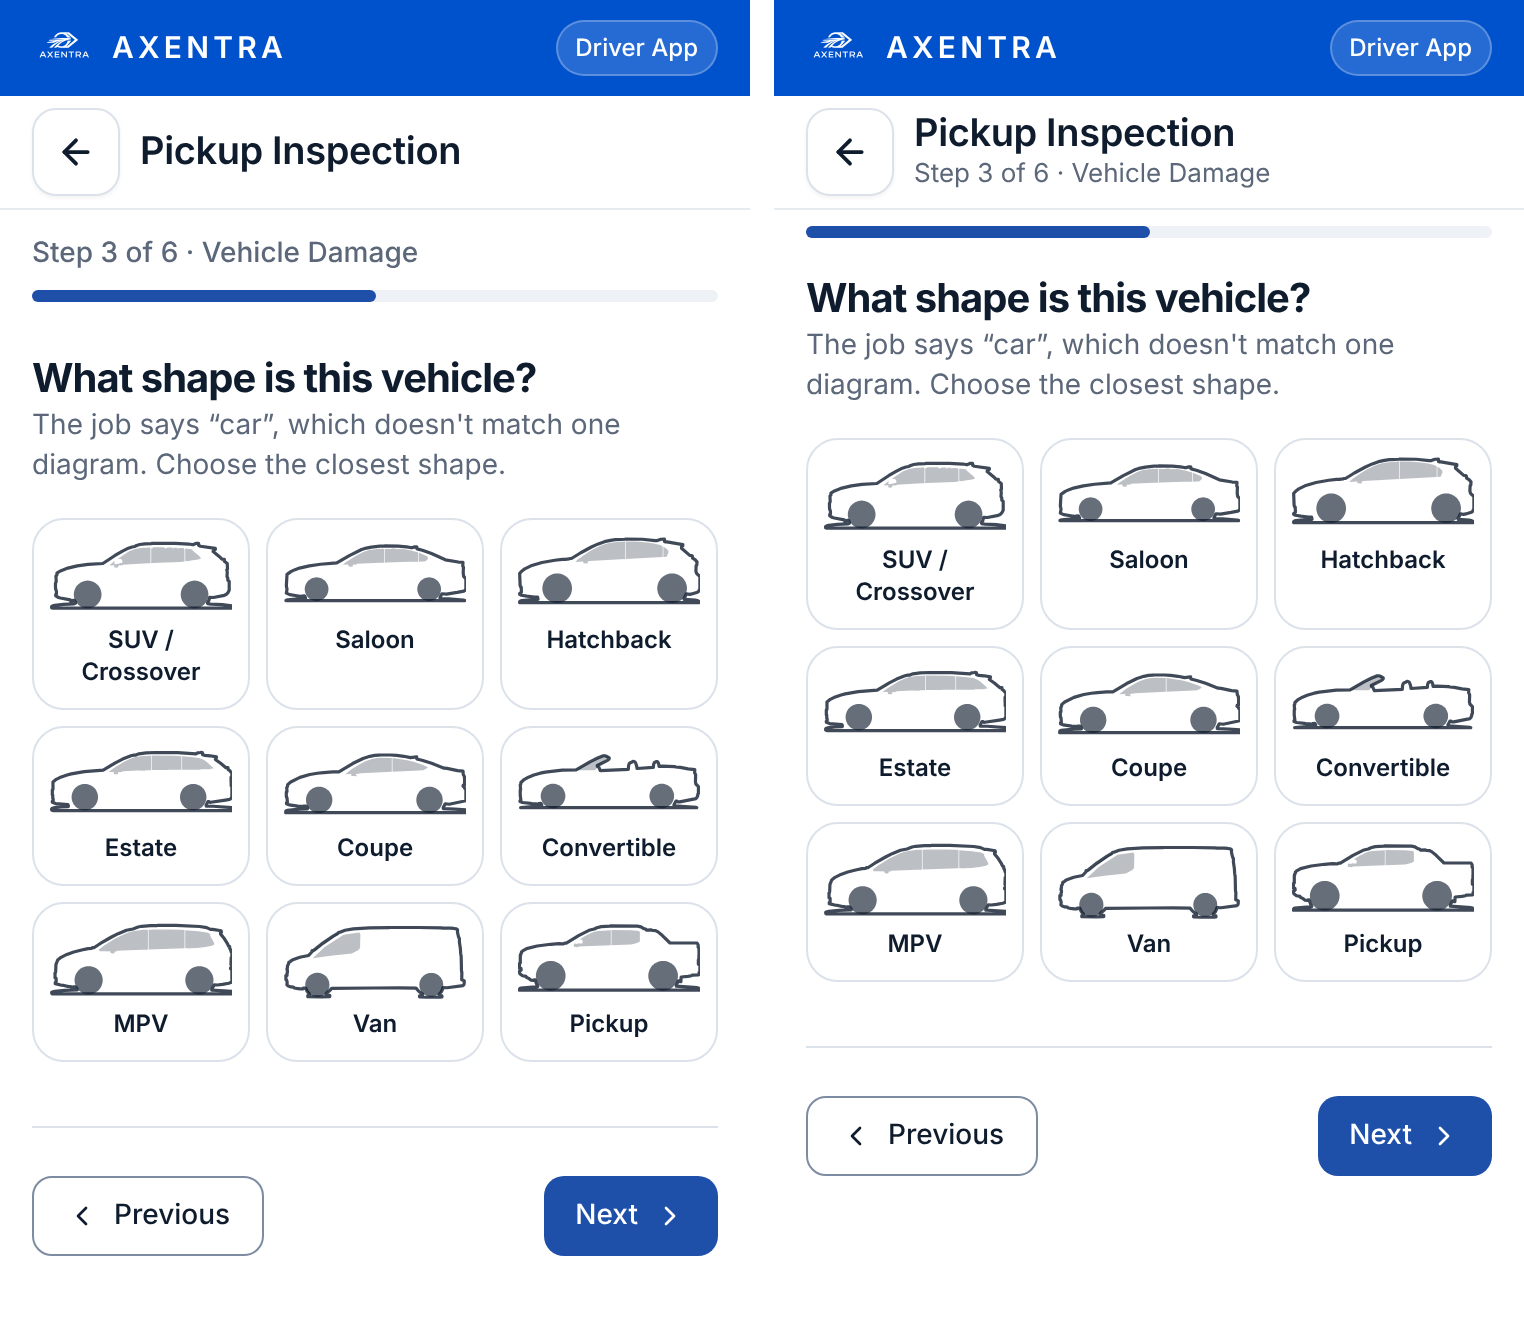 AXENTRA
AXENTRA
Driver App
Pickup Inspection
Step 3 of 6 · Vehicle Damage
What shape is this vehicle?
The job says “car”, which doesn't match one
diagram. Choose the closest shape.
SUV /
Crossover
Saloon
Hatchback
Estate
Coupe
Convertible
MPV
Van
Pickup
Previous
Next
AXENTRA
AXENTRA
Driver App
Pickup Inspection
Step 3 of 6 · Vehicle Damage
What shape is this vehicle?
The job says “car”, which doesn't match one
diagram. Choose the closest shape.
SUV /
Crossover
Saloon
Hatchback
Estate
Coupe
Convertible
MPV
Van
Pickup
Previous
Next